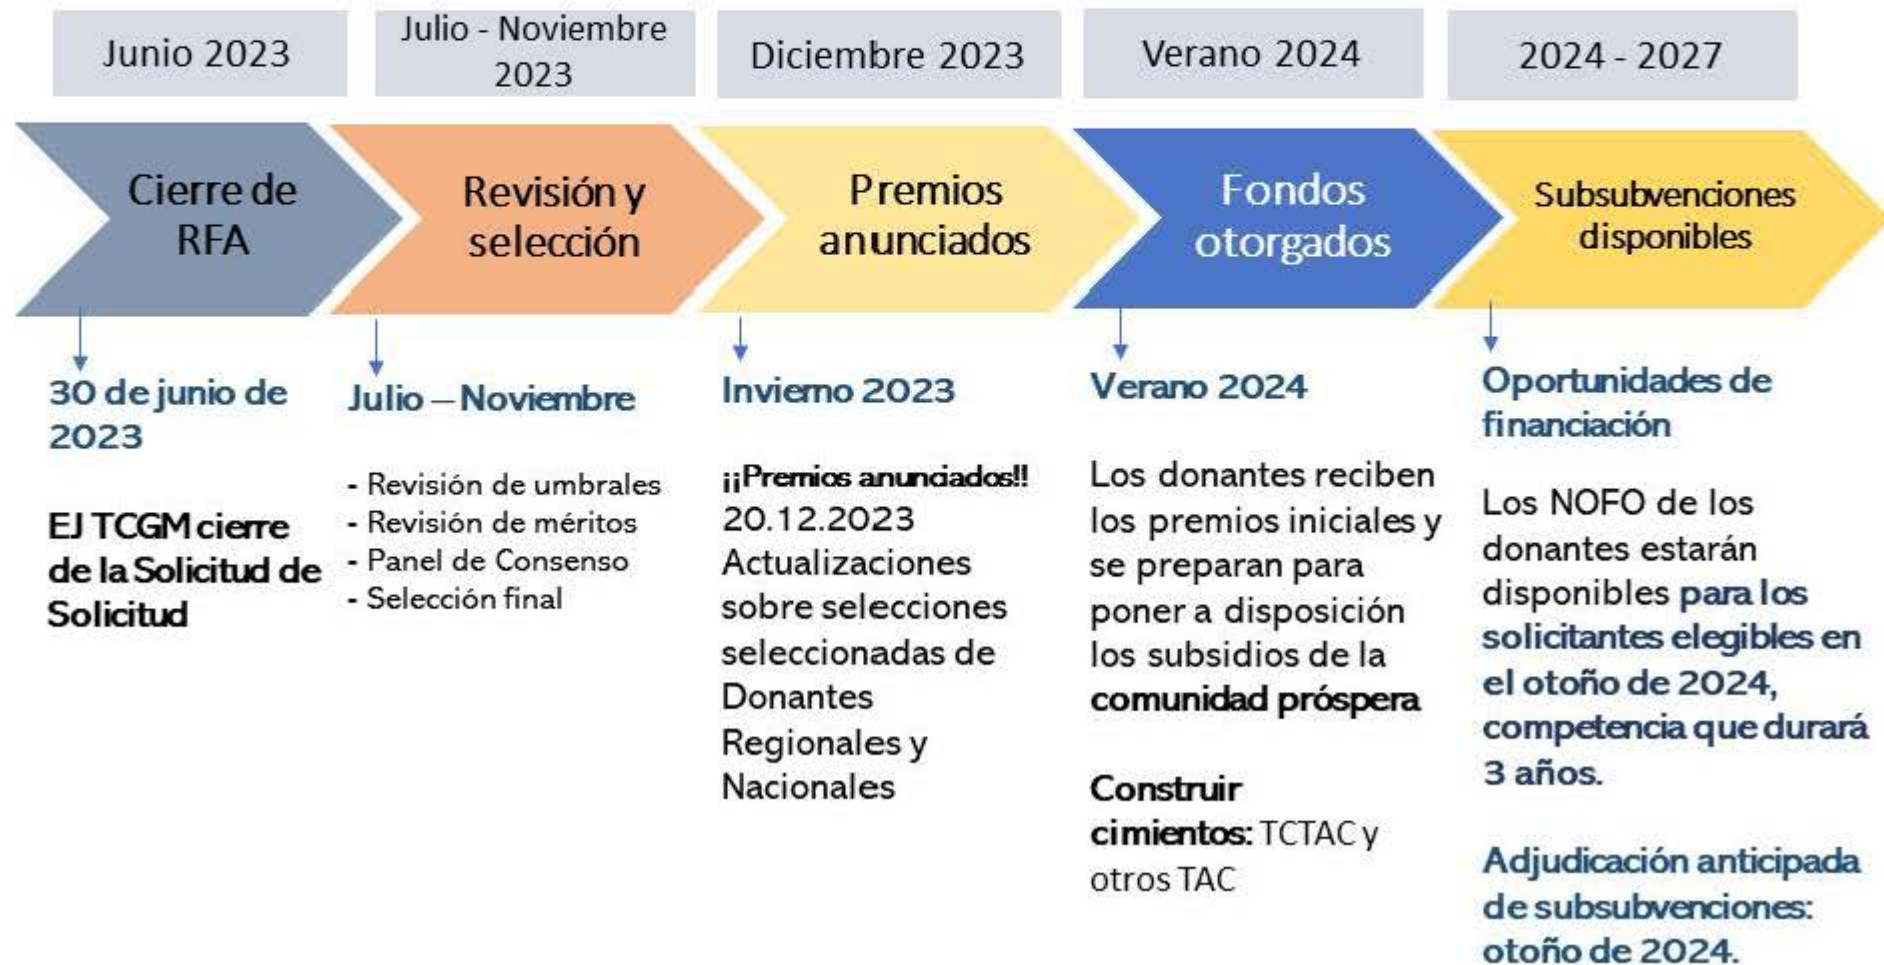 Junio 2023
Julio - Noviembre
2023
Diciembre 2023
Verano 2024
2024 - 2027
Cierre de
RFA
Revisión y
selección
Premios
anunciados
Fondos
otorgados
Subsubvenciones
disponibles
30 de junio de
2023
EJ TCGM cierre
de la Solicitud de
Solicitud
Julio – Noviembre
- Revisión de umbrales
- Revisión de méritos
- Panel de Consenso
- Selección final
Invierno 2023
¡¡Premios anunciados!!
20.12.2023
Actualizaciones
sobre selecciones
seleccionadas de
Donantes
Regionales y
Nacionales
Verano 2024
Los donantes reciben
los premios iniciales y
se preparan para
poner a disposición
los subsidios de la
comunidad próspera
Construir
cimientos: TCTAC y
otros TAC
Oportunidades de
financiación
Los NOFO de los
donantes estarán
disponibles para los
solicitantes elegibles en
el otoño de 2024,
competencia que durará
3 años.
Adjudicación anticipada
de subsubvenciones:
otoño de 2024.